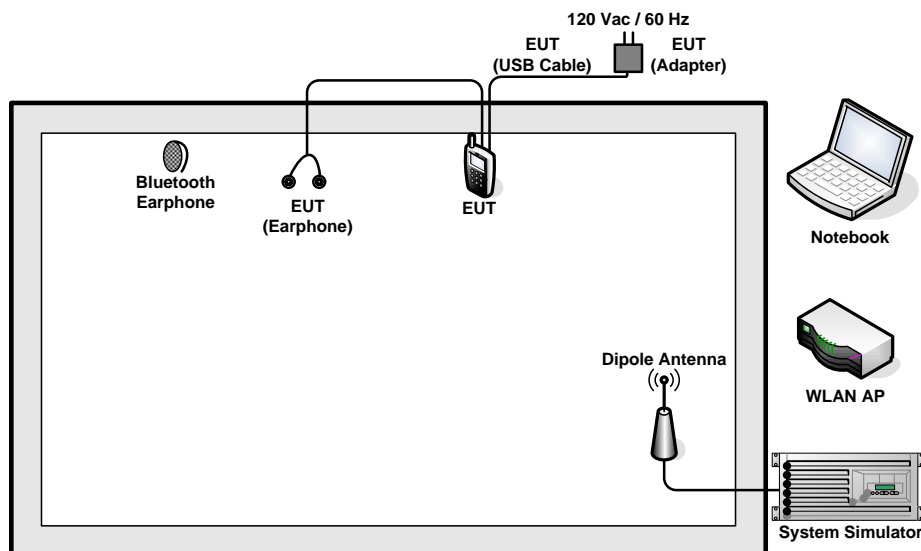 120 Vac / 60 Hz
EUT
(USB Cable)
EUT
(Adapter)
Bluetooth
Earphone
EUT
(Earphone)
EUT
Notebook
Dipole Antenna
WLAN AP
System Simulator